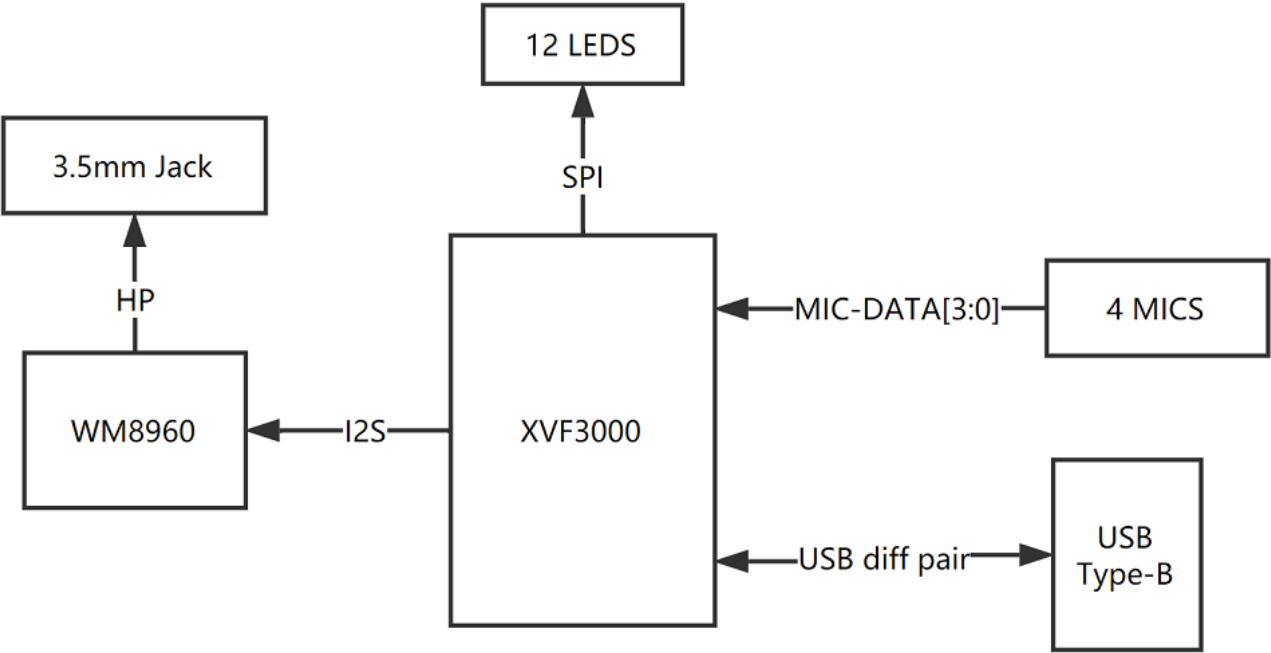 12 LEDS
3.5mm Jack
SPI
HP
MIC-DATA[3:0]
4 MICS
WM8960
I2S
XVF3000
USB diff pair
USB
Type-B